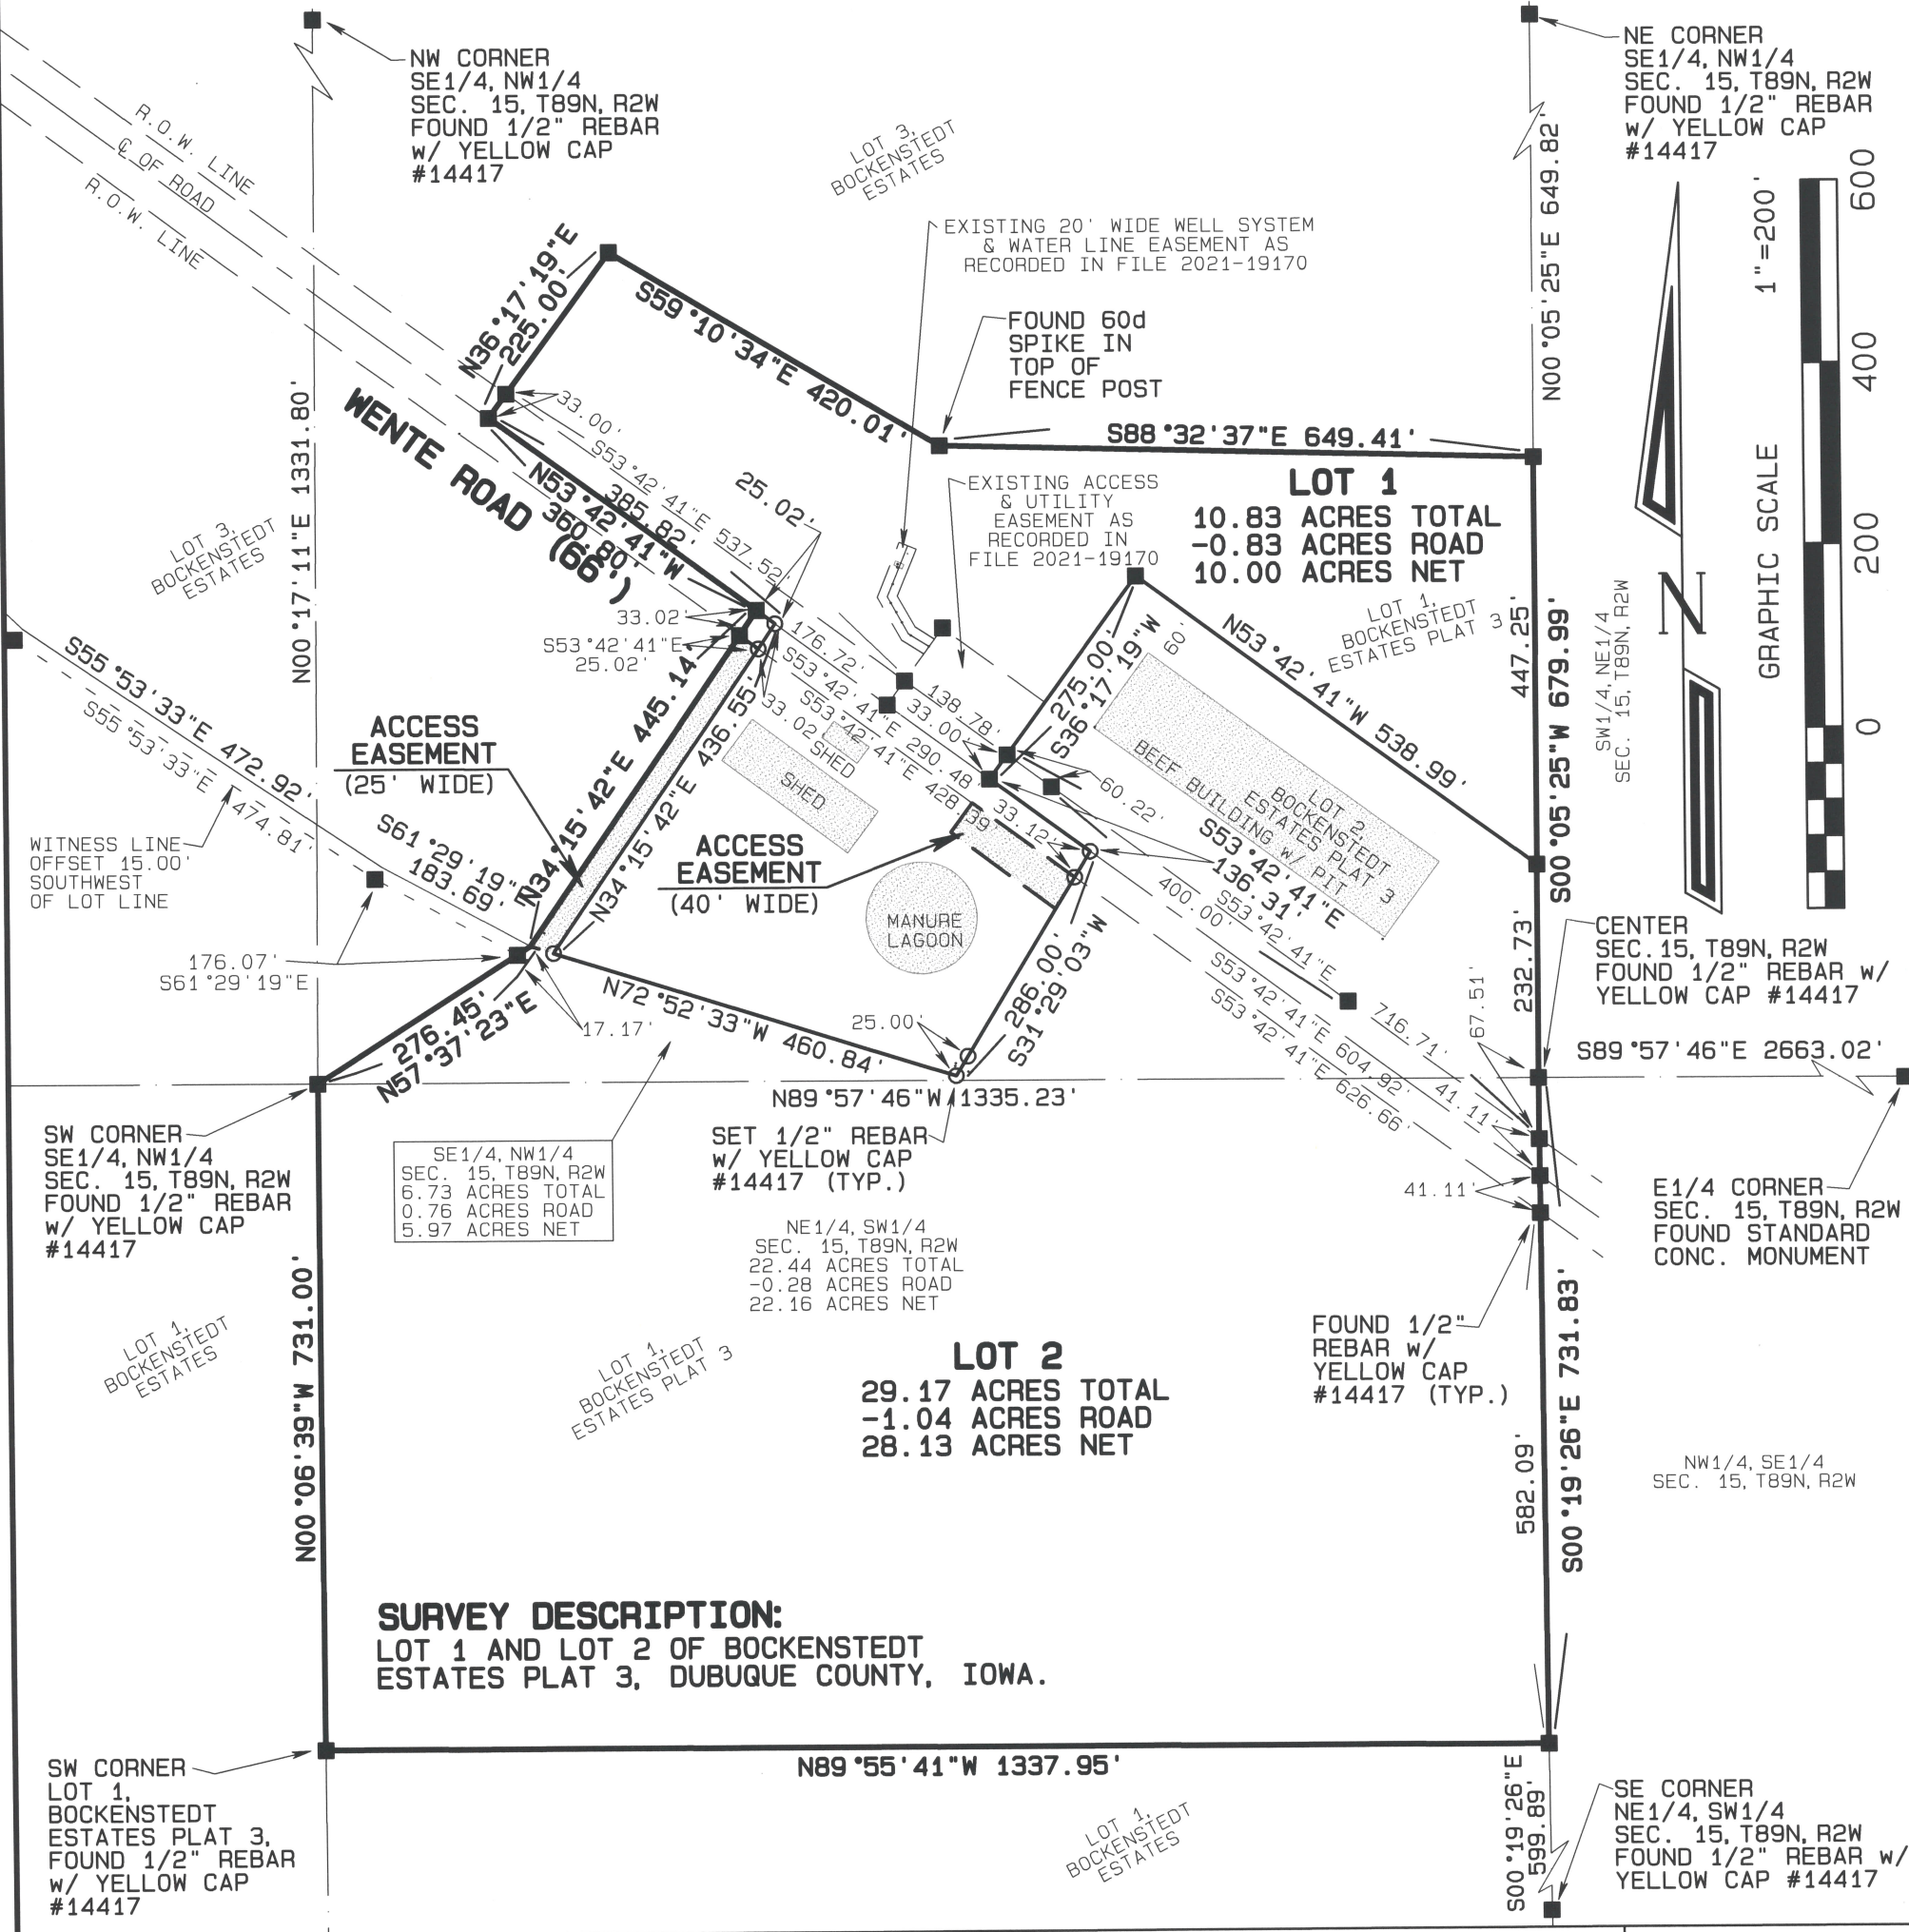 NW CORNER
SE1/4, NW1/4
SEC. 15, T89N, R2W
FOUND 1/2" REBAR
W/ YELLOW CAP
#14417
NE CORNER
SE1/4, NW1/4
SEC. 15, T89N, R2W
FOUND 1/2" REBAR
W/ YELLOW CAP
#14417
R.O.W. LINE
℄ OF ROAD
R.O.W. LINE
LOT 3,
BOCKENSTEDT
ESTATES
N00°05'25"E 649.82'
EXISTING 20' WIDE WELL SYSTEM
& WATER LINE EASEMENT AS
RECORDED IN FILE 2021-19170
FOUND 60d
SPIKE IN
TOP OF
FENCE POST
N36°17'19"E
225.00'
S59°10'34"E 420.01'
S88°32'37"E 649.41'
1"=200'
GRAPHIC SCALE
600
400
200
0
N
N00°17'11"E 1331.80'
WENTE ROAD (66')
33.00'
S53°42'41"E 537.52'
N53°42'41"W
385.82'
360.80'
25.02'
EXISTING ACCESS
& UTILITY
EASEMENT AS
RECORDED IN
FILE 2021-19170
LOT 1
10.83 ACRES TOTAL
-0.83 ACRES ROAD
10.00 ACRES NET
LOT 3,
BOCKENSTEDT
ESTATES
33.02'
S53°42'41"E
25.02'
176.72'
S53°42'41"E 290.48'
S53°42'41"E 428.39'
33.02'
138.78'
33.00'
275.00'
S36°17'19"W
60'
N53°42'41"W 538.99'
LOT 1,
BOCKENSTEDT
ESTATES PLAT 3
447.25'
S00°05'25"W 679.99'
SW1/4, NE1/4
SEC. 15, T89N, R2W
S55°53'33"E 472.92'
S55°53'33"E 474.81'
ACCESS
EASEMENT
(25' WIDE)
N34°15'42"E 445.14'
N34°15'42"E 436.55'
SHED
SHED
60.22'
LOT 2,
BOCKENSTEDT
ESTATES PLAT 3
BEEF BUILDING W/ PIT
WITNESS LINE
OFFSET 15.00'
SOUTHWEST
OF LOT LINE
S61°29'19"E
183.69'
ACCESS
EASEMENT
(40' WIDE)
33.12'
S53°42'41"E
136.31'
400.00'
S53°42'41"E
MANURE
LAGOON
286.00'
S31°29'03"W
S53°42'41"E 604.92'
S53°42'41"E 626.66'
716.71'
41.11'
67.51'
232.73'
CENTER
SEC.15, T89N, R2W
FOUND 1/2" REBAR W/
YELLOW CAP #14417
S89°57'46"E 2663.02'
176.07'
S61°29'19"E
17.17'
276.45'
N57°37'23"E
N72°52'33"W 460.84'
25.00'
N89°57'46"W 1335.23'
SW CORNER
SE1/4, NW1/4
SEC. 15, T89N, R2W
FOUND 1/2" REBAR
W/ YELLOW CAP
#14417
SE1/4, NW1/4
SEC. 15, T89N, R2W
6.73 ACRES TOTAL
0.76 ACRES ROAD
5.97 ACRES NET
SET 1/2" REBAR
W/ YELLOW CAP
#14417 (TYP.)
NE1/4, SW1/4
SEC. 15, T89N, R2W
22.44 ACRES TOTAL
-0.28 ACRES ROAD
22.16 ACRES NET
41.11'
E1/4 CORNER
SEC. 15, T89N, R2W
FOUND STANDARD
CONC. MONUMENT
LOT 1,
BOCKENSTEDT
ESTATES
N00°06'39"W 731.00'
LOT 1,
BOCKENSTEDT
ESTATES PLAT 3
LOT 2
29.17 ACRES TOTAL
-1.04 ACRES ROAD
28.13 ACRES NET
FOUND 1/2"
REBAR W/
YELLOW CAP
#14417 (TYP.)
582.09'
S00°19'26"E 731.83'
NW1/4, SE1/4
SEC. 15, T89N, R2W
SURVEY DESCRIPTION:
LOT 1 AND LOT 2 OF BOCKENSTEDT
ESTATES PLAT 3, DUBUQUE COUNTY, IOWA.
N89°55'41"W 1337.95'
SW CORNER
LOT 1,
BOCKENSTEDT
ESTATES PLAT 3,
FOUND 1/2" REBAR
W/ YELLOW CAP
#14417
LOT 1,
BOCKENSTEDT
ESTATES
S00°19'26"E
599.89'
SE CORNER
NE1/4, SW1/4
SEC. 15, T89N, R2W
FOUND 1/2" REBAR W/
YELLOW CAP #14417